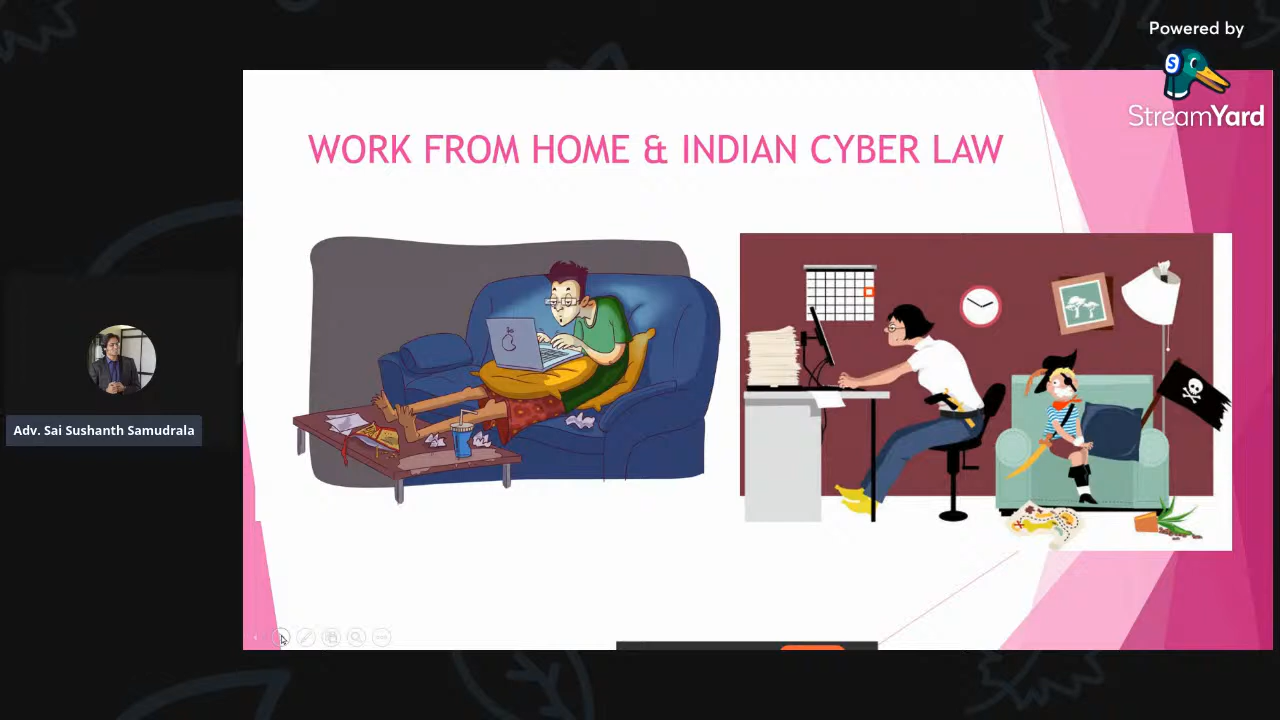 Powered by
S
StreamYard
WORK FROM HOME & INDIAN CYBER LAW
Adv. Sai Sushanth Samudrala